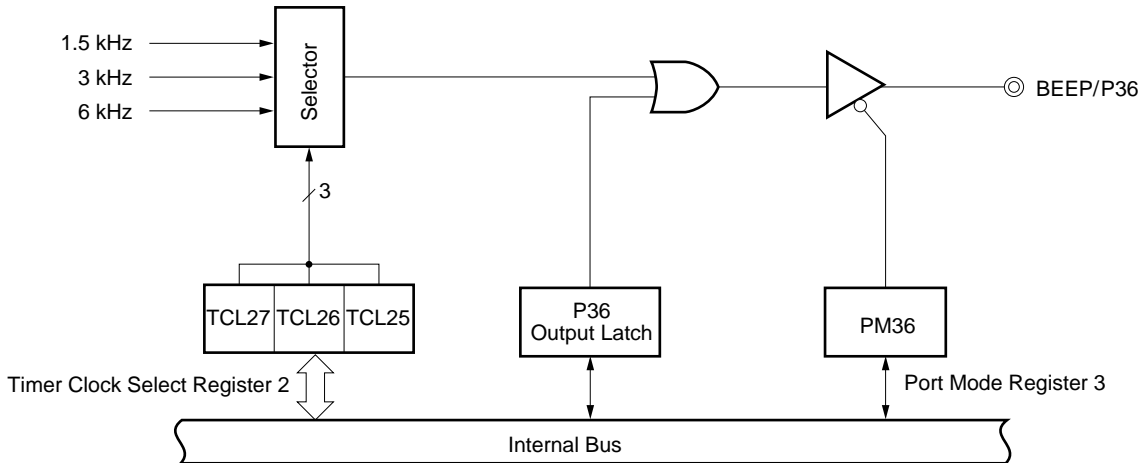 1.5 kHz
3 kHz
6 kHz
Selector
BEEP/P36
3
TCL27 TCL26 TCL25
P36
Output Latch
PM36
Timer Clock Select Register 2
Port Mode Register 3
Internal Bus